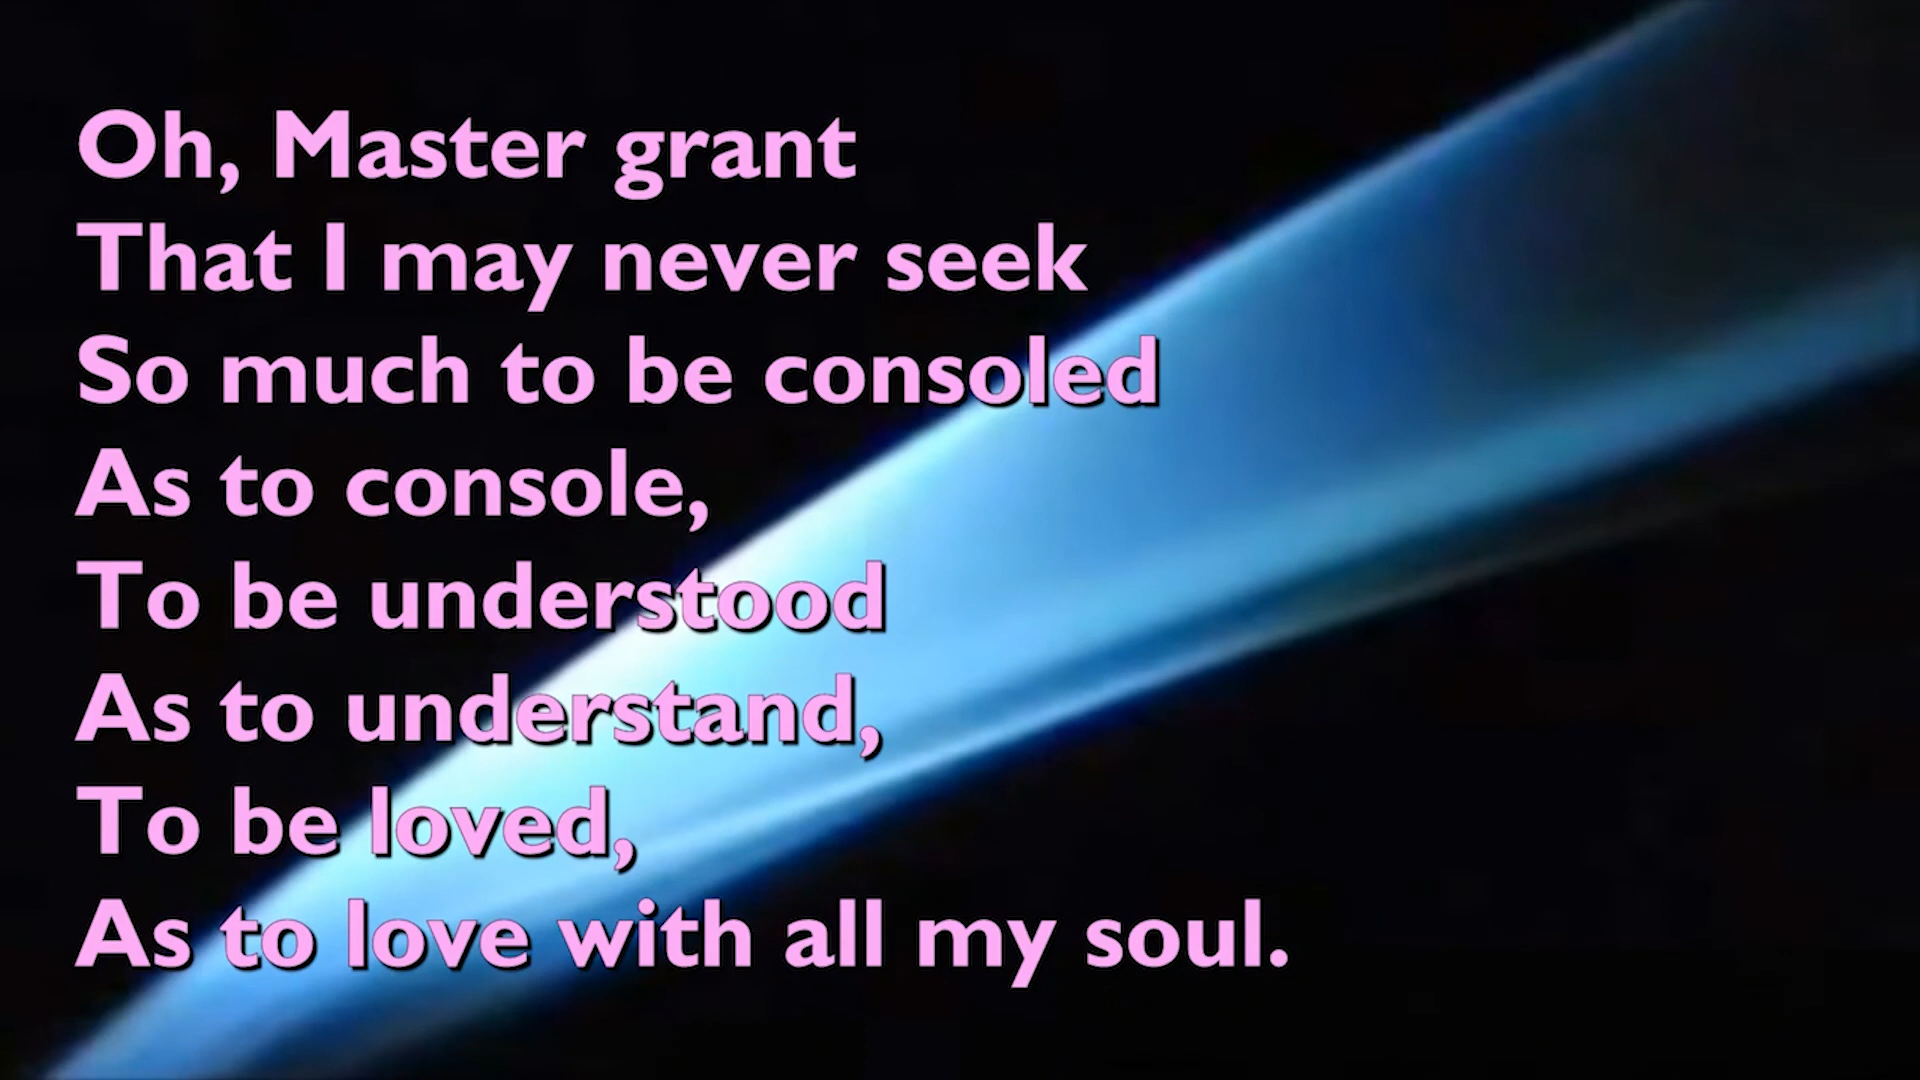 Oh, Master grant
That I may never seek
So much to be consoled
As to console,
To be understood
As to understand,
To be loved,
As to love with all my soul.